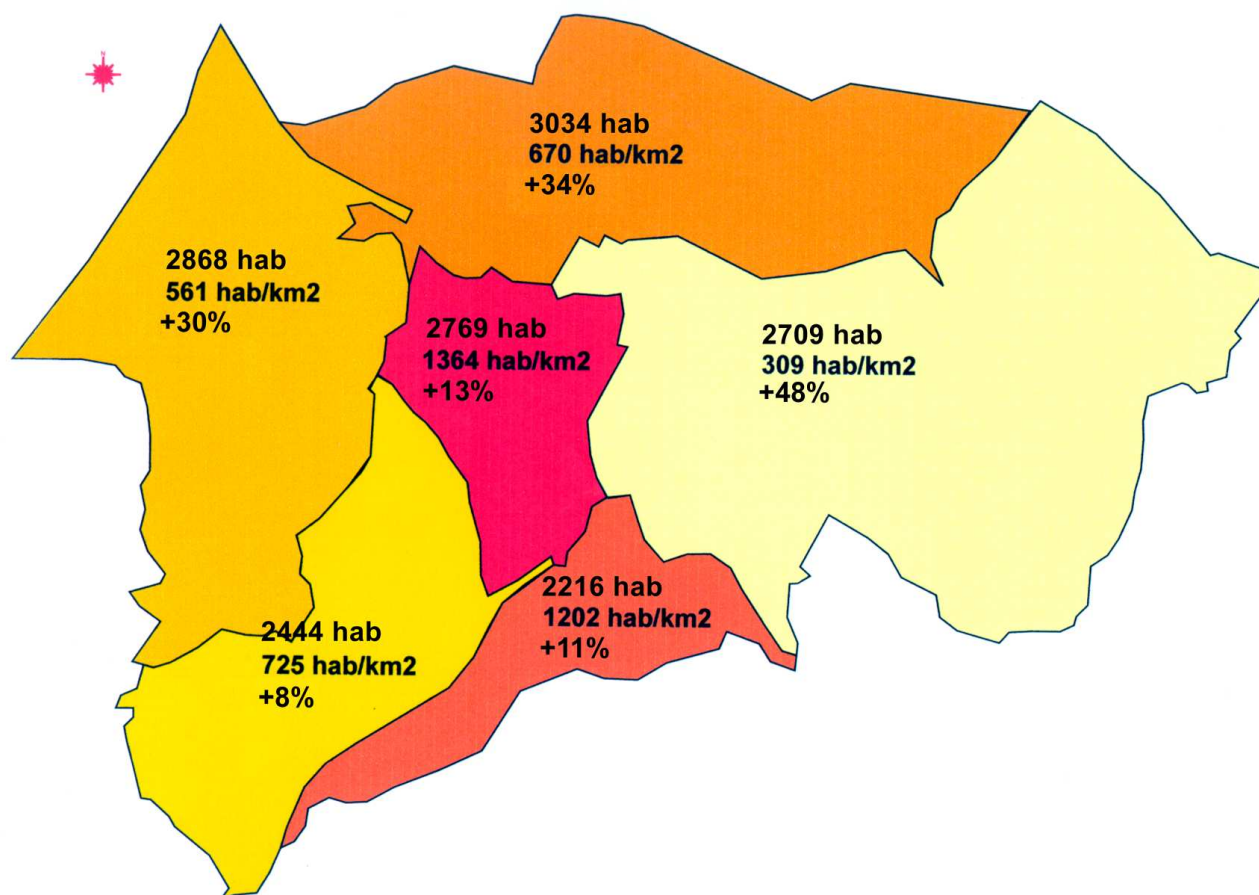 3034 hab
670 hab/km2
+34%
2868 hab
561 hab/km2
+30%
2769 hab
1364 hab/km2
+13%
2709 hab
309 hab/km2
+48%
2216 hab
1202 hab/km2
+11%
2444 hab
725 hab/km2
+8%